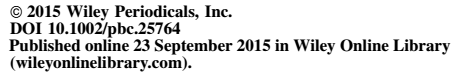 © 2015 Wiley Periodicals, Inc.
DOI 10.1002/pbc.25764
Published online 23 September 2015 in Wiley Online Library
(wileyonlinelibrary.com).